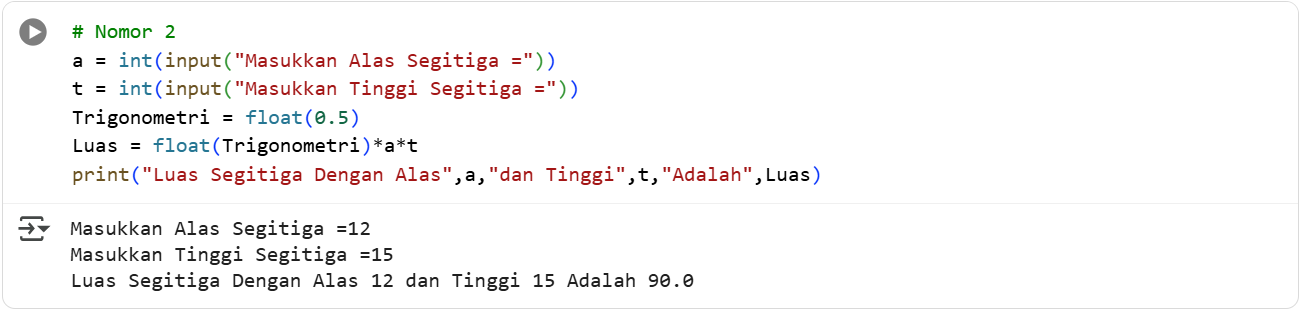 # Nomor 2
a = int(input("Masukkan Alas Segitiga ="))
t = int(input("Masukkan Tinggi Segitiga ="))
Trigonometri = float(0.5)
Luas = float(Trigonometri)*a*t
print("Luas Segitiga Dengan Alas",a,"dan Tinggi",t,"Adalah",Luas)
Masukkan Alas Segitiga =12
Masukkan Tinggi Segitiga =15
Luas Segitiga Dengan Alas 12 dan Tinggi 15 Adalah 90.0